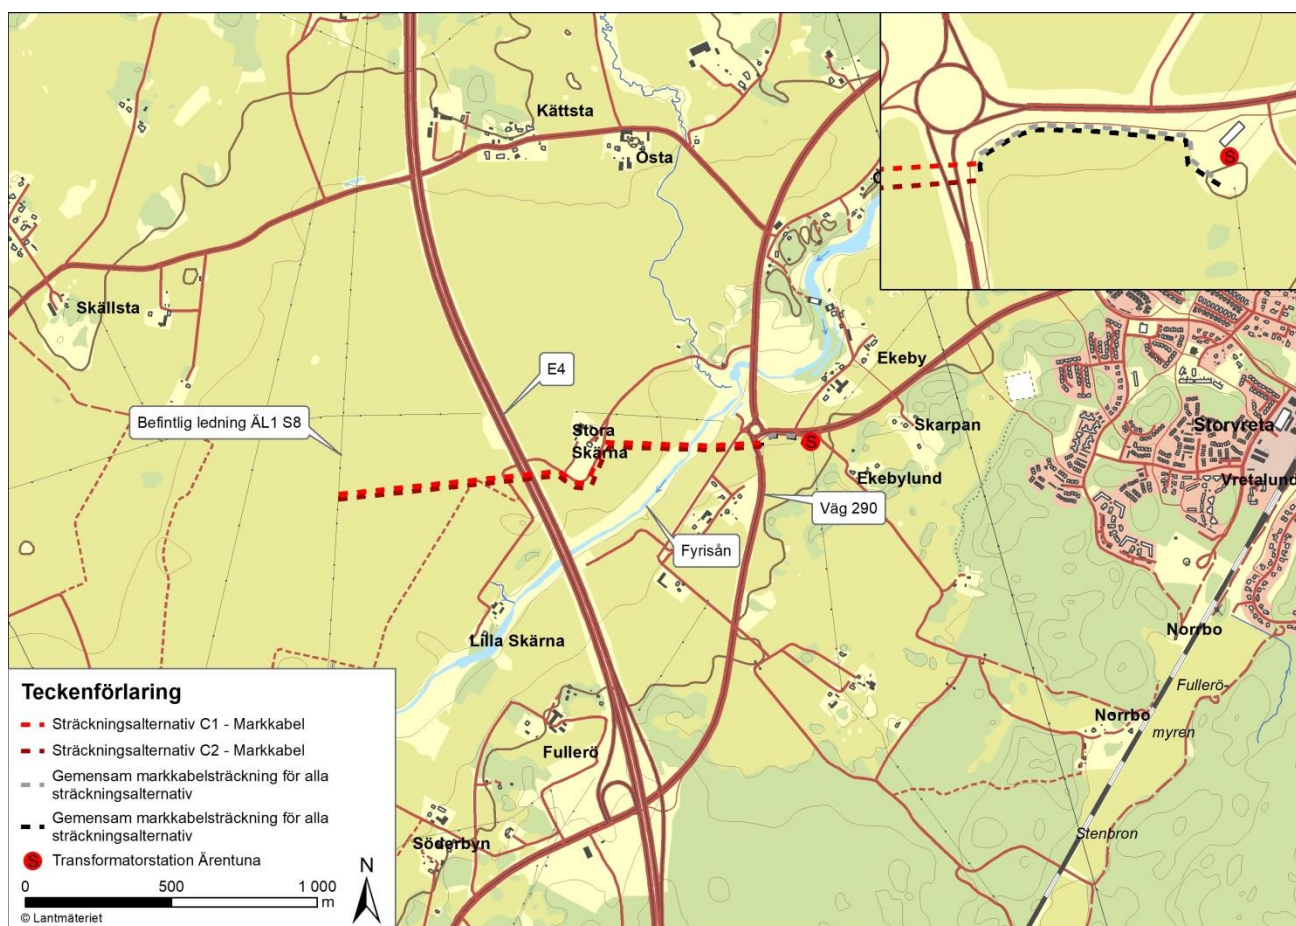 Kättsta
Östa
Ö
Skällsta
E4
Ekeby
Befintlig ledning ÄL1 S8
Stora
Skärna
Skarpan
Storvreta
Ekebylund
Vretalund
Väg 290
Fyrisån
Lilla Skärna
Norrbo
Fullerö-
myren
Norrbo
Fullerö
Stenbron
Söderbyn
S
S
Teckenförlaring
Sträckningsalternativ C1 - Markkabel
Sträckningsalternativ C2 - Markkabel
Gemensam markkabelsträckning för alla
sträckningsalternativ
Gemensam markkabelsträckning för alla
sträckningsalternativ
S Transformatorstation Ärentuna
0 500 1 000
m
N
© Lantmäteriet